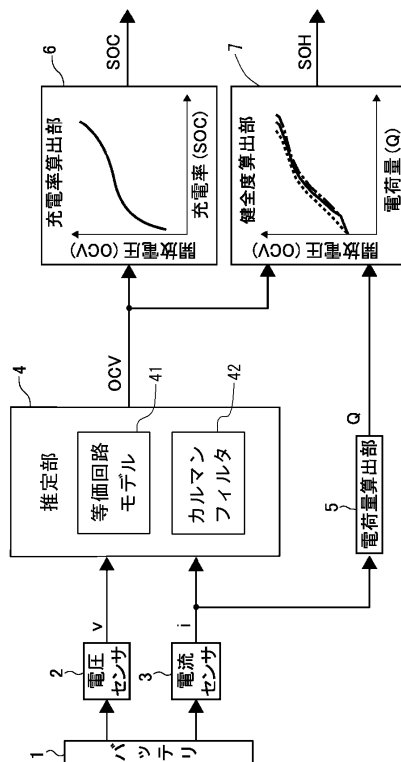 1
バッテリ
2
電圧
センサ
3
電流
センサ
v
i
4
推定部
等価回路
モデル
41
カルマン
フィルタ
42
5
電荷量算出部
OCV
Q
6
充電率算出部
開放電圧(OCV)
充電率(SOC)
SOC
7
健全度算出部
開放電圧(OCV)
電荷量
(Q)
SOH